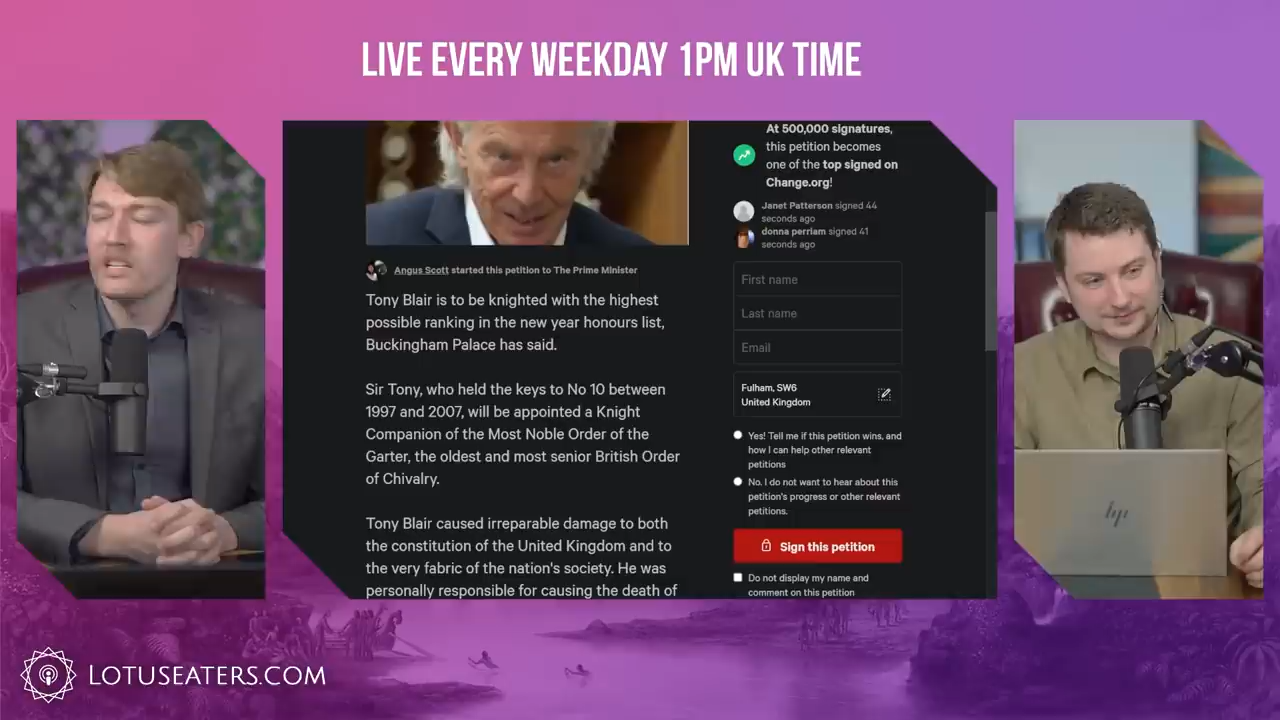 LIVE EVERY WEEKDAY 1PM UK TIME
Angus Scott started this petition to The Prime Minister
Tony Blair is to be knighted with the highest
possible ranking in the new year honours list,
Buckingham Palace has said.
Sir Tony, who held the keys to No 10 between
1997 and 2007, will be appointed a Knight
Companion of the Most Noble Order of the
Garter, the oldest and most senior British Order
of Chivalry.
Tony Blair caused irreparable damage to both
the constitution of the United Kingdom and to
the very fabric of the nation's society. He was
personally responsible for causing the death of
At 500,000 signatures,
this petition becomes
one of the top signed on
Change.org!
Janet Patterson signed 44
seconds ago
donna perriam signed 41
seconds ago
First name
Last name
Email
Fulham, SW6
United Kingdom
Yes! Tell me if this petition wins, and
how I can help other relevant
petitions
No. I do not want to hear about this
petition's progress or other relevant
petitions.
Sign this petition
Do not display my name and
comment on this petition
hp
LOTUSEATERS.COM